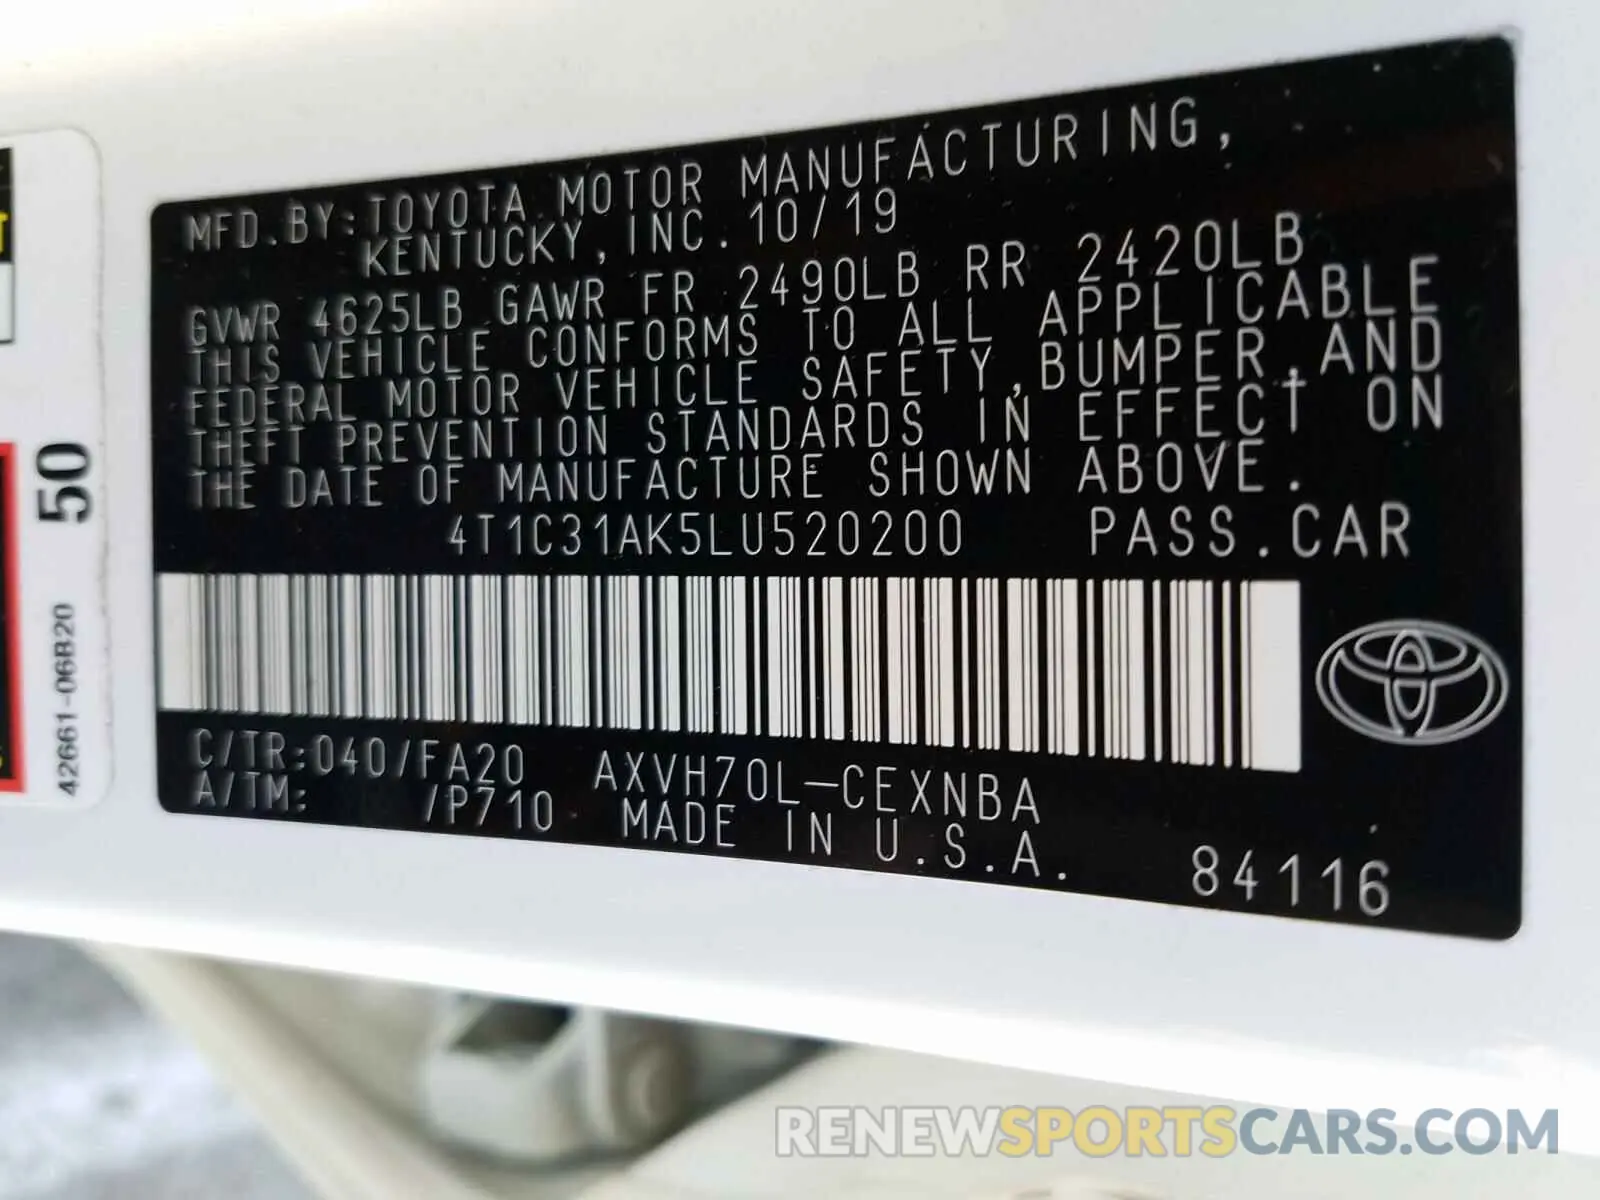 MFD.BY:TOYOTA MOTOR MANUFACTURING,
KENTUCKY, INC. 10/19
GVWR 4625LB GAWR FR 2490LB RR 2420LB
THIS VEHICLE CONFORMS TO ALL APPLICABLE
FEDERAL MOTOR VEHICLE SAFETY,BUMPER,AND
THEFT PREVENTION STANDARDS IN EFFECT ON
THE DATE OF MANUFACTURE SHOWN ABOVE.
4T1C31AK5LU520200 PASS.CAR
C/TR:040/FA20 AXVH70L-CEXNBA
A/TM: /P710 MADE IN U.S.A.
84116
50
42661-06B20
RENEWSPORTSCARS.COM